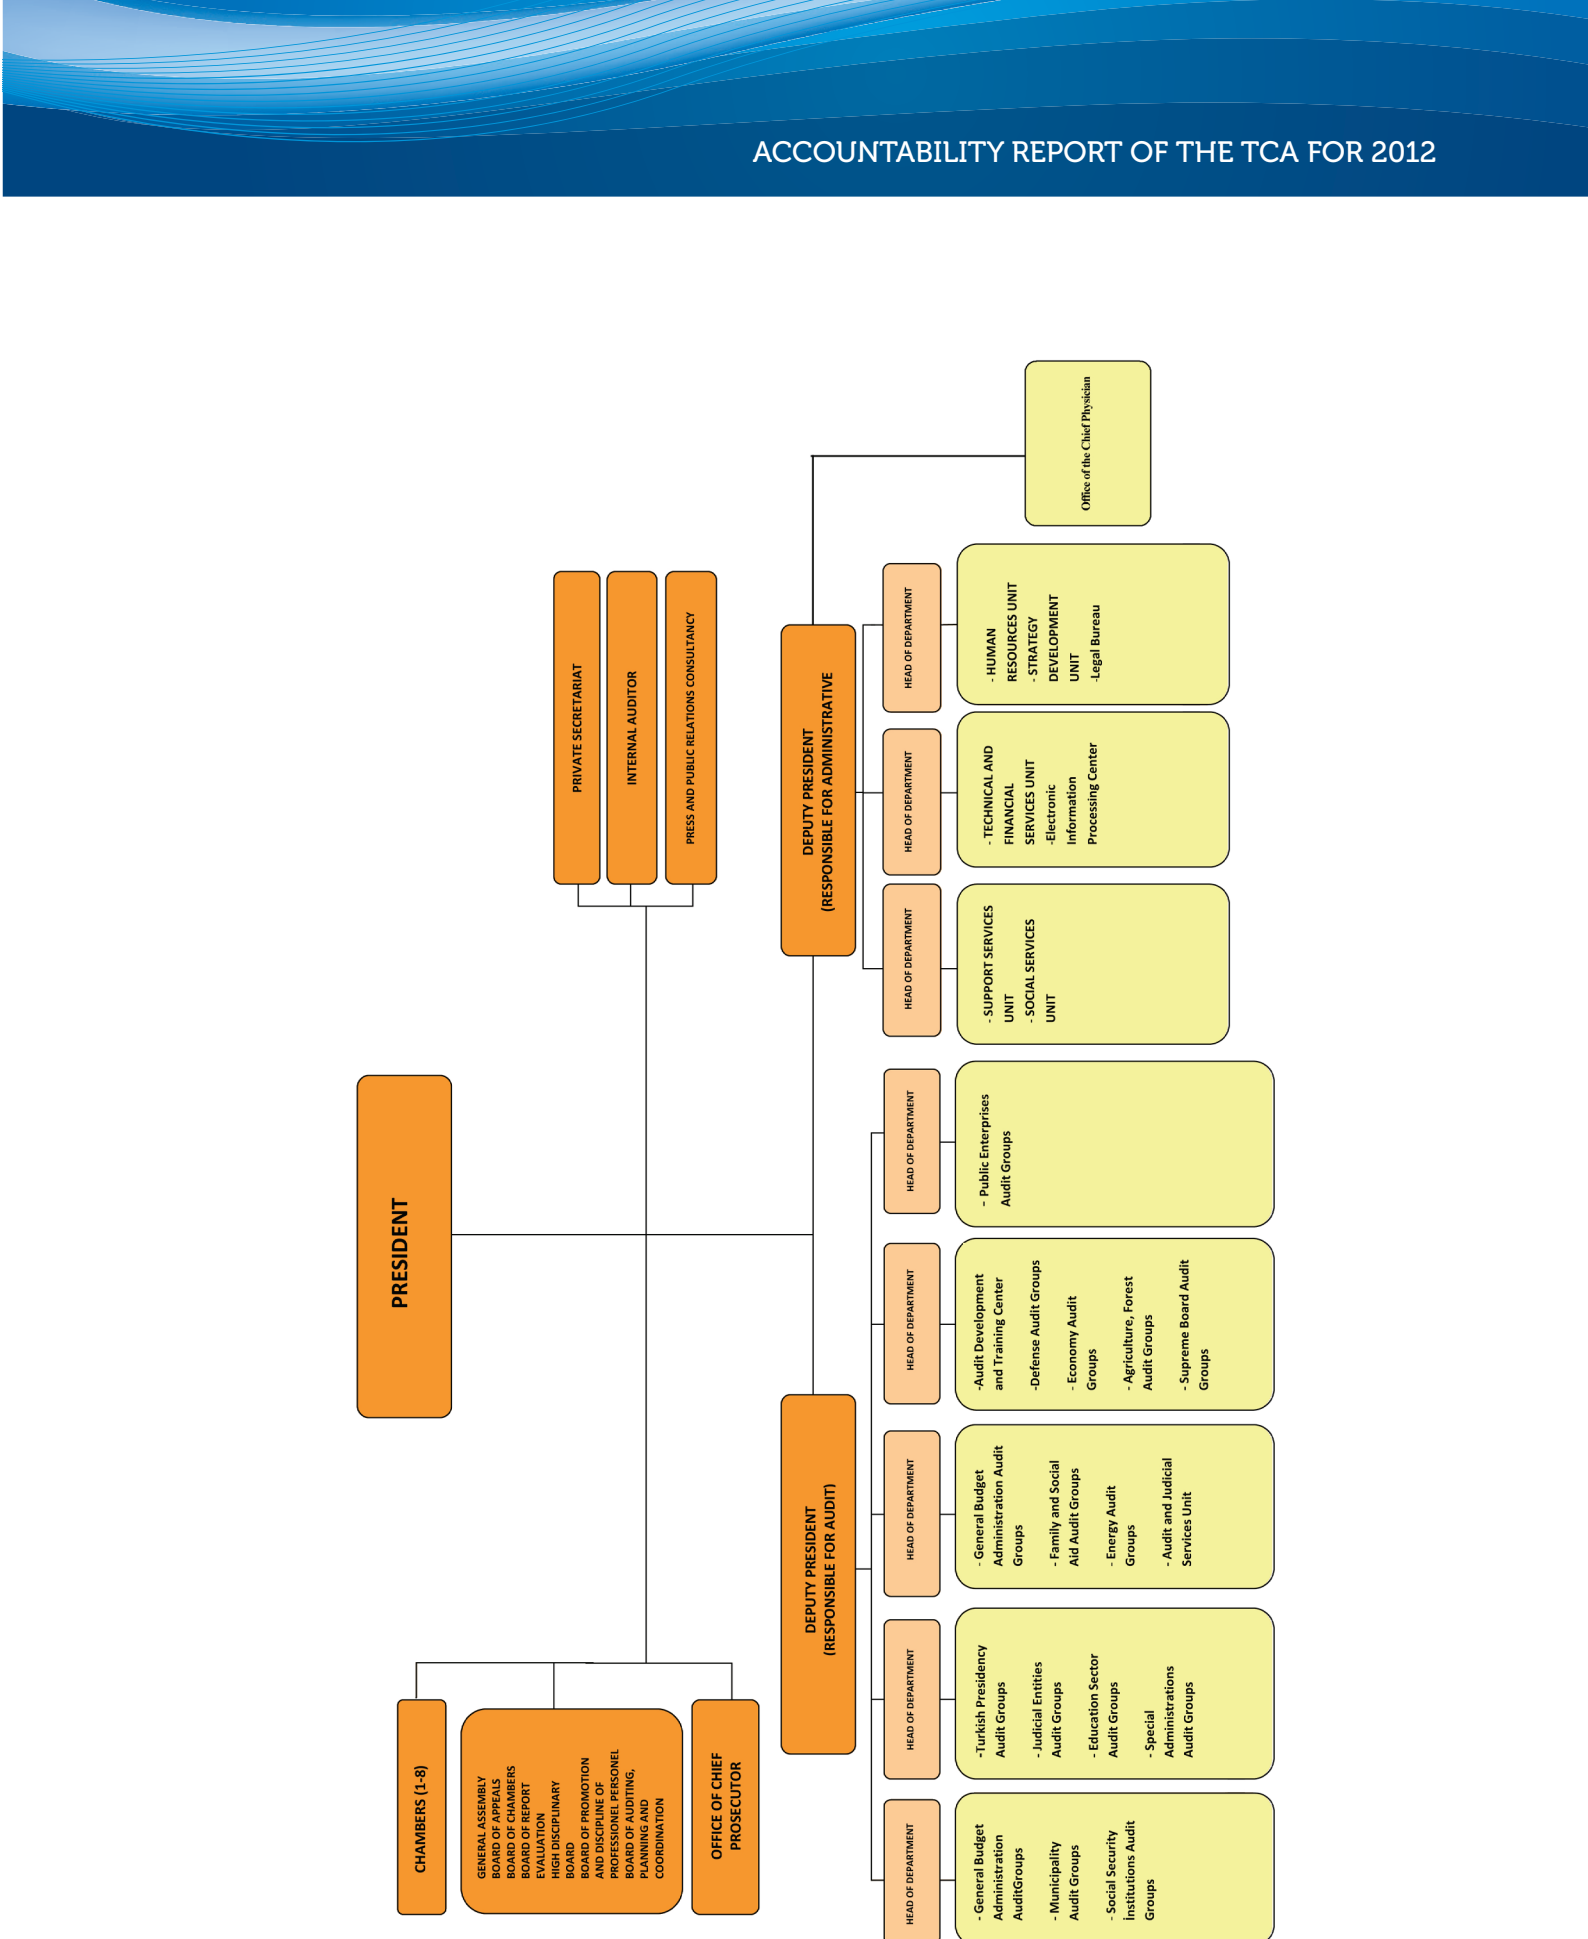 ACCOUNTABILITY REPORT OF THE TCA FOR 2012
PRESIDENT
CHAMBERS (1-8)
GENERAL ASSEMBLY
BOARD OF APPEALS
BOARD OF CHAMBERS
BOARD OF REPORT
EVALUATION
HIGH DISCIPLINARY
BOARD
BOARD OF PROMOTION
AND DISCIPLINE OF
PROFESSIONEL PERSONEL
BOARD OF AUDITING,
PLANNING AND
COORDINATION
OFFICE OF CHIEF
PROSECUTOR
PRIVATE SECRETARIAT
INTERNAL AUDITOR
PRESS AND PUBLIC RELATIONS CONSULTANCY
DEPUTY PRESIDENT
(RESPONSIBLE FOR AUDIT)
DEPUTY PRESIDENT
(RESPONSIBLE FOR ADMINISTRATIVE
HEAD OF DEPARTMENT
- General Budget
Administration
AuditGroups
- Municipality
Audit Groups
- Social Security
İnstitutions Audit
Groups
HEAD OF DEPARTMENT
-Turkish Presidency
Audit Groups
- Judicial Entities
Audit Groups
- Education Sector
Audit Groups
- Special
Administrations
Audit Groups
HEAD OF DEPARTMENT
- General Budget
Administration Audit
Groups
- Family and Social
Aid Audit Groups
- Energy Audit
Groups
- Audit and Judicial
Services Unit
HEAD OF DEPARTMENT
-Audit Development
and Training Center
-Defense Audit Groups
- Economy Audit
Groups
- Agriculture, Forest
Audit Groups
- Supreme Board Audit
Groups
HEAD OF DEPARTMENT
- Public Enterprises
Audit Groups
HEAD OF DEPARTMENT
- SUPPORT SERVICES
UNIT
- SOCIAL SERVICES
UNIT
HEAD OF DEPARTMENT
- TECHNICAL AND
FINANCIAL
SERVICES UNIT
-Electronic
Information
Processing Center
HEAD OF DEPARTMENT
- HUMAN
RESOURCES UNIT
- STRATEGY
DEVELOPMENT
UNIT
-Legal Bureau
Office of the Chief Physician